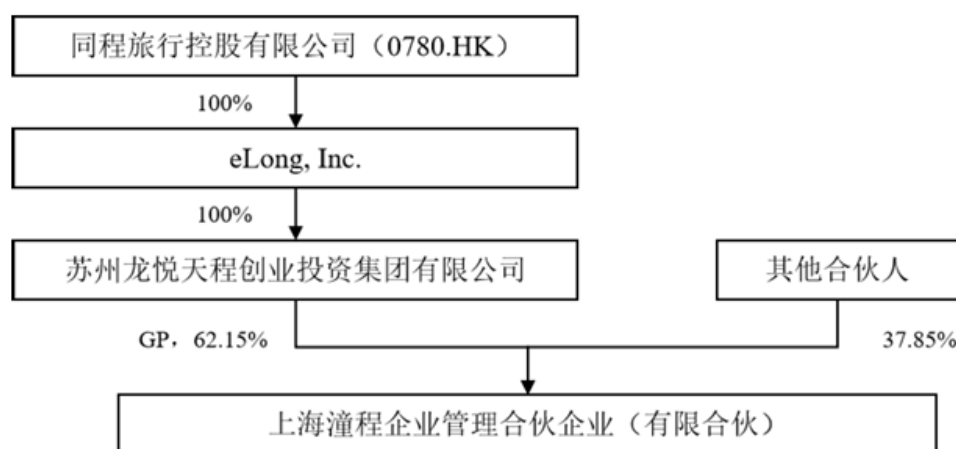 同程旅行控股有限公司（0780.HK）
100%
eLong, Inc.
100%
苏州龙悦天程创业投资集团有限公司
其他合伙人
GP，62.15%
37.85%
上海潼程企业管理合伙企业（有限合伙）